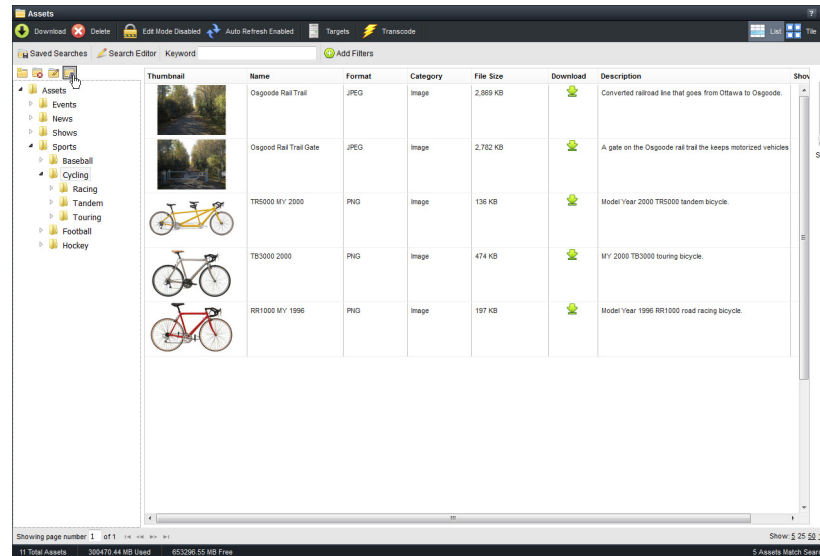 Assets
?
Download Delete Edit Mode Disabled Auto Refresh Enabled Targets Transcode List Tile
Saved Searches Search Editor Keyword Add Filters
Thumbnail Name Format Category File Size Download Description
Assets
Events
News
Shows
Sports
Baseball
Cycling
Racing
Tandem
Touring
Football
Hockey
Osgoode Rail Trail JPEG Image 2,889 KB Converted railroad line that goes from Ottawa to Osgoode.
Osgood Rail Trail Gate JPEG Image 2,782 KB A gate on the Osgoode rail trail the keeps motorized vehicles
TR5000 MY 2000 PNG Image 136 KB Model Year 2000 TR5000 tandem bicycle.
TB3000 2000 PNG Image 474 KB MY 2000 TB3000 touring bicycle.
RR1000 MY 1996 PNG Image 197 KB Model Year 1996 RR1000 road racing bicycle.
Showing page number 1 of 1 Show: 5 25 50
11 Total Assets 300470.44 MB Used 653296.55 MB Free 5 Assets Match Sear